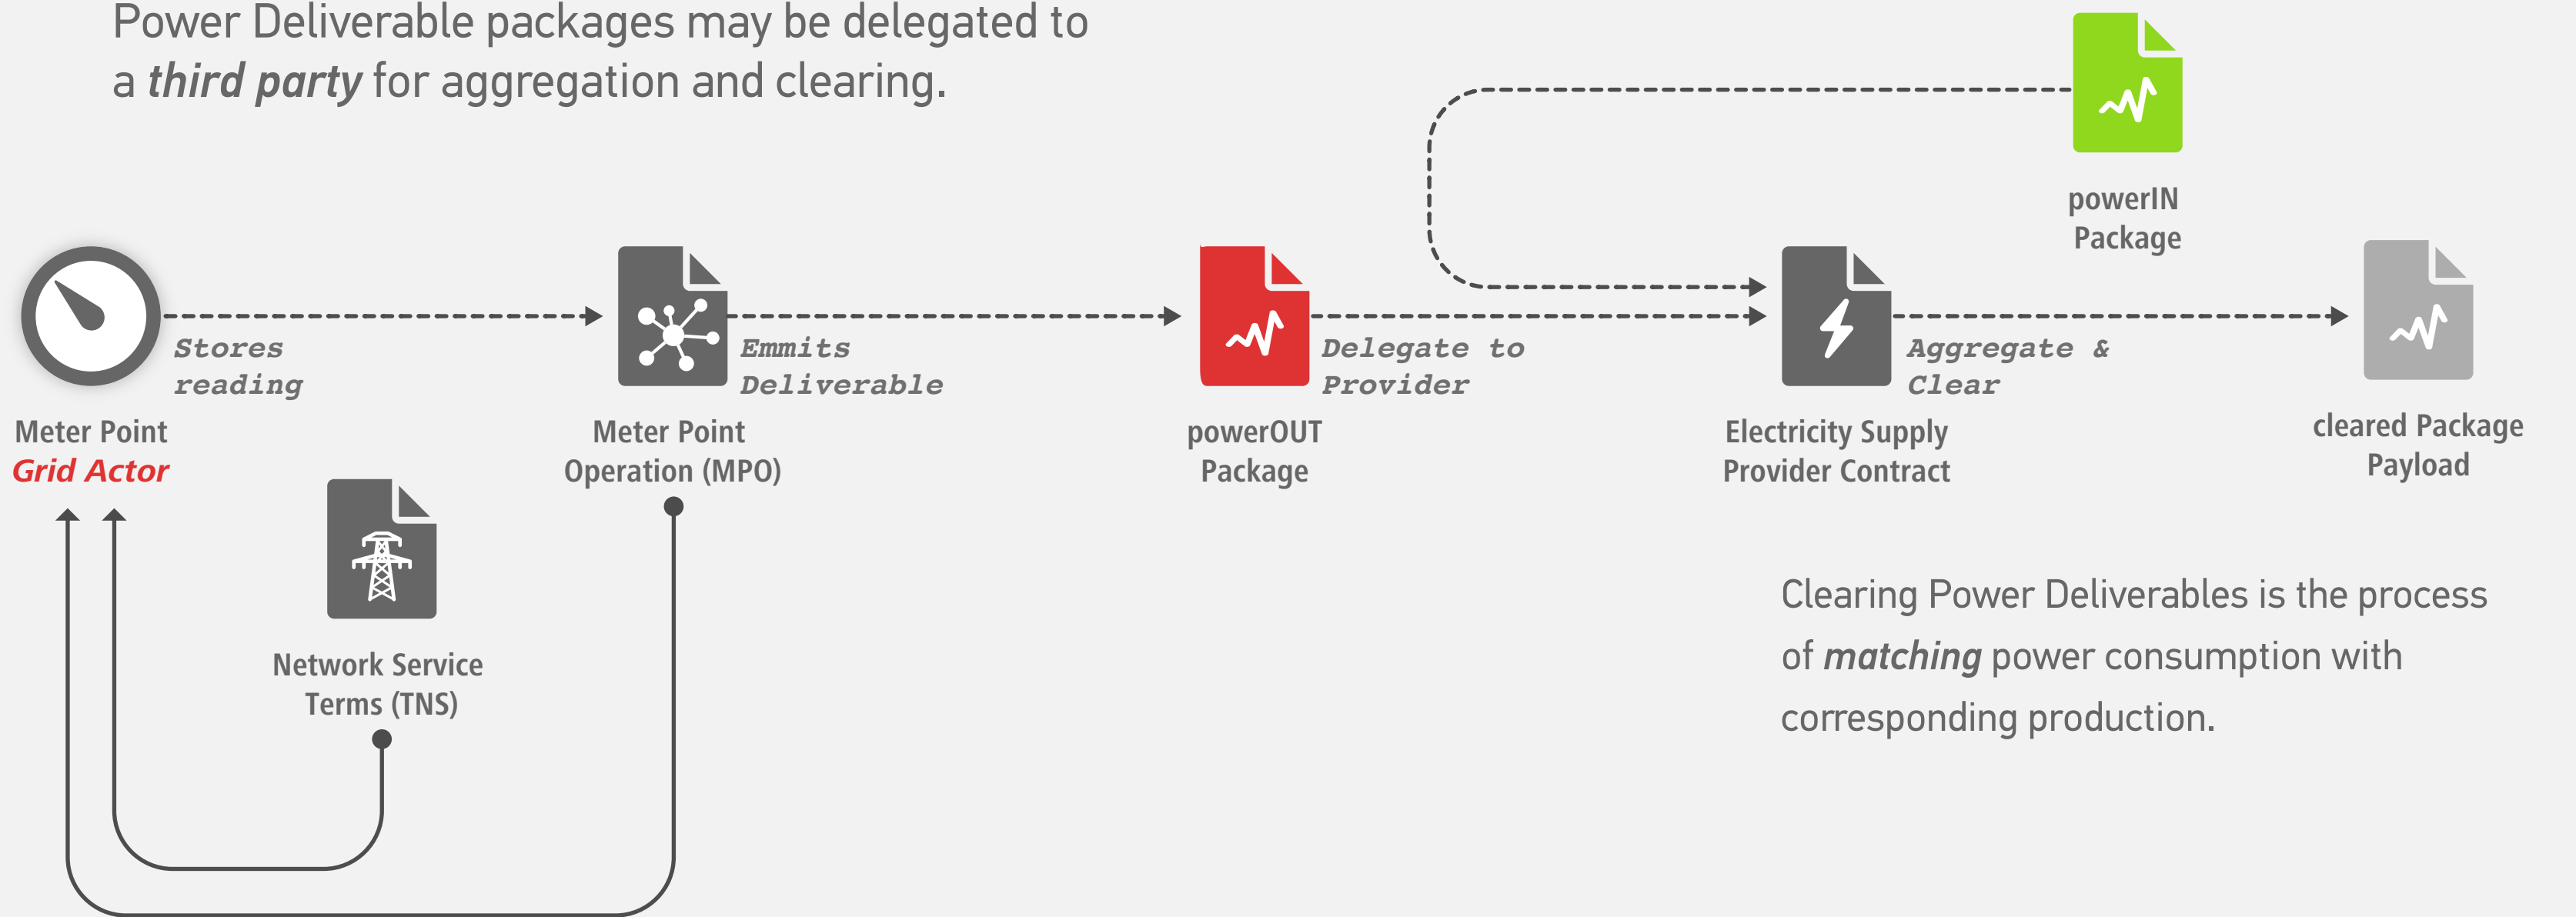 Power Deliverable packages may be delegated to
a third party for aggregation and clearing.
powerIN
Package
Stores
reading
Emmits
Deliverable
Delegate to
Provider
Aggregate &
Clear
Meter Point
Grid Actor
Meter Point
Operation (MPO)
powerOUT
Package
Electricity Supply
Provider Contract
cleared Package
Payload
Network Service
Terms (TNS)
Clearing Power Deliverables is the process
of matching power consumption with
corresponding production.